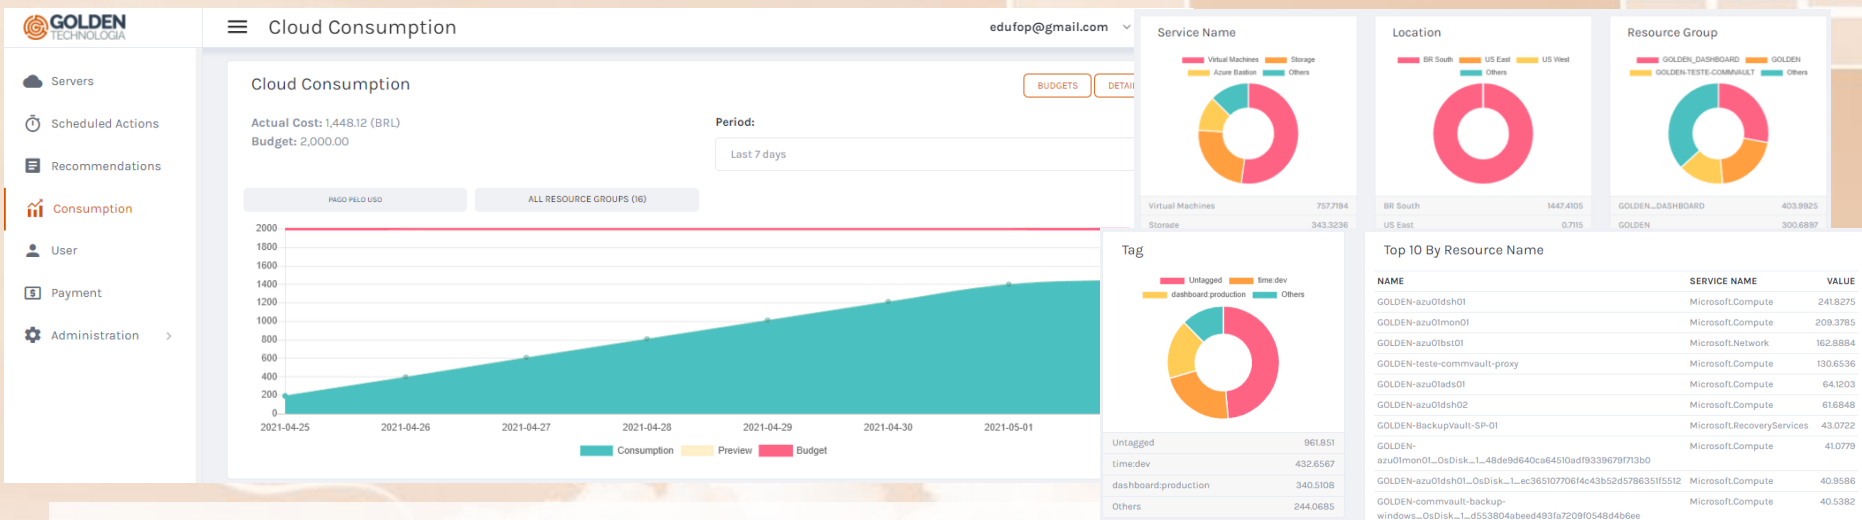 GOLDEN
TECHNOLOGIA
Cloud Consumption
edufop@gmail.com
Servers
Scheduled Actions
Recommendations
Consumption
User
Payment
Administration
Cloud Consumption
BUDGETS
Actual Cost: 1,448.12 (BRL)
Budget: 2,000.00
Period:
Last 7 days
PAGO PELO USO
ALL RESOURCE GROUPS (16)
2000
1800
1600
1400
1200
1000
800
600
400
200
0
2021-04-25 2021-04-26 2021-04-27 2021-04-28 2021-04-29 2021-04-30 2021-05-01
Consumption Preview Budget
Service Name
Virtual Machines Storage
Azure Bastion Others
Virtual Machines 757.7194
Storage 343.3236
Location
BR South US East US West
Others
BR South 1447.4105
US East 0.7115
Resource Group
GOLDEN_DASHBOARD GOLDEN
GOLDEN-TESTE-COMMVAULT Others
GOLDEN_DASHBOARD 403.9925
GOLDEN 300.6897
Tag
Untagged time:dev
dashboard:production Others
Untagged 961.851
time:dev 432.6567
dashboard:production 340.5108
Others 244.0685
Top 10 By Resource Name
NAME SERVICE NAME VALUE
GOLDEN-azu01dsh01 Microsoft.Compute 241.8275
GOLDEN-azu01mon01 Microsoft.Compute 209.3785
GOLDEN-azu01bst01 Microsoft.Network 162.8884
GOLDEN-teste-commvault-proxy Microsoft.Compute 130.6536
GOLDEN-azu01ads01 Microsoft.Compute 64.1203
GOLDEN-azu01dsh02 Microsoft.Compute 61.6848
GOLDEN-BackupVault-SP-01 Microsoft.RecoveryServices 43.0722
GOLDEN- Microsoft.Compute 41.0779
azu01mon01_OsDisk_1_48de9d640ca64510adf9339679f713b0
GOLDEN-azu01dsh01_OsDisk_1_ec365107706f4c43b52d5786351f5512 Microsoft.Compute 40.9586
GOLDEN-commvault-backup- Microsoft.Compute 40.5382
windows_OsDisk_1_d553804abeed493fa7209f0548d4b6ee